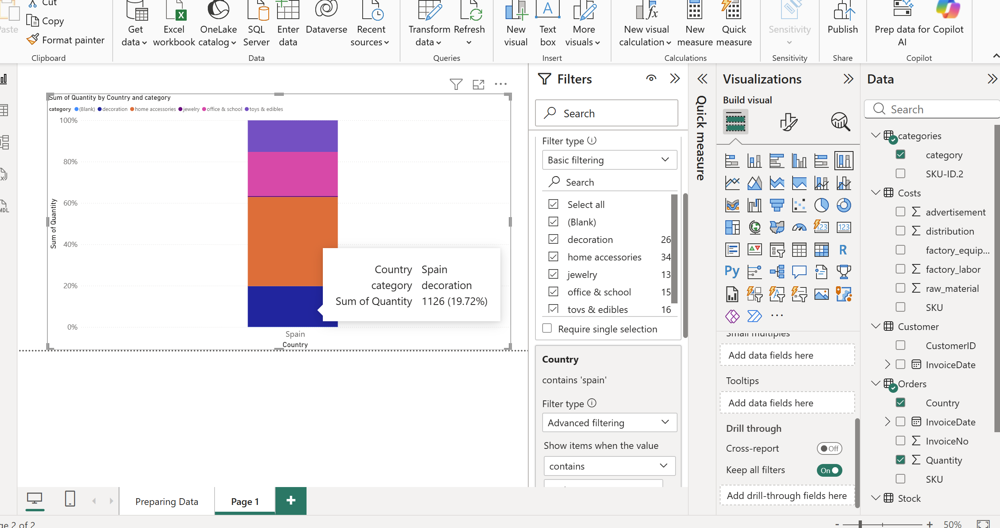 Cut
Copy
Format painter
Paste
Clipboard
Get data
Excel workbook
OneLake catalog
SQL Server
Enter data
Dataverse
Recent sources
Data
Transform data
Refresh
Queries
New visual
Text box
More visuals
Insert
New visual calculation
New measure
Quick measure
Calculations
Sensitivity
Sensitivity
Publish
Share
Prep data for AI
Copilot
Copilot
Sum of Quantity by Country and category
category (Blank) decoration home accessories jewelry office & school toys & edibles
100%
80%
60%
40%
20%
0%
Sum of Quantity
Spain
Country
Country Spain
category decoration
Sum of Quantity 1126 (19.72%)
Filters
Search
Filter type
Basic filtering
Search
Select all
(Blank)
decoration 26
home accessories 34
jewelry 13
office & school 15
toys & edibles 16
Require single selection
Country
contains 'spain'
Filter type
Advanced filtering
Show items when the value
contains
Quick measure
Visualizations
Build visual
123
123
R
Py
Small multiples
Add data fields here
Tooltips
Add data fields here
Drill through
Cross-report Off
Keep all filters On
Add drill-through fields here
Data
Search
categories
category
SKU-ID.2
Costs
advertisement
distribution
factory_equip...
factory_labor
raw_material
SKU
Customer
CustomerID
InvoiceDate
Orders
Country
InvoiceDate
InvoiceNo
Quantity
SKU
Stock
Preparing Data
Page 1
2 of 2
- + 50%